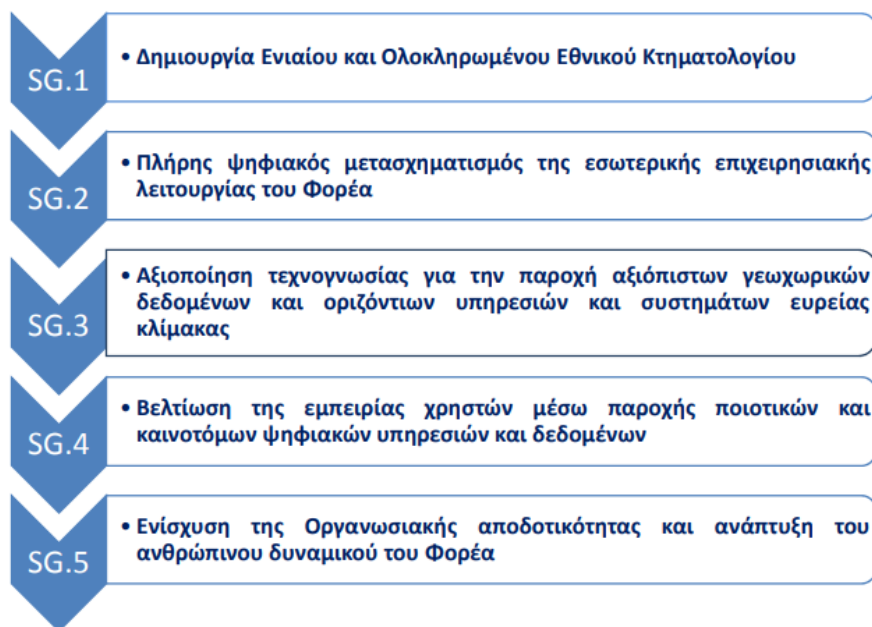 SG.1
• Δημιουργία Ενιαίου και Ολοκληρωμένου Εθνικού Κτηματολογίου
SG.2
• Πλήρης ψηφιακός μετασχηματισμός της εσωτερικής επιχειρησιακής
λειτουργίας του Φορέα
SG.3
• Αξιοποίηση τεχνογνωσίας για την παροχή αξιόπιστων γεωχωρικών
δεδομένων και οριζόντιων υπηρεσιών και συστημάτων ευρείας
κλίμακας
SG.4
• Βελτίωση της εμπειρίας χρηστών μέσω παροχής ποιοτικών και
καινοτόμων ψηφιακών υπηρεσιών και δεδομένων
SG.5
• Ενίσχυση της Οργανωσιακής αποδοτικότητας και ανάπτυξη του
ανθρώπινου δυναμικού του Φορέα